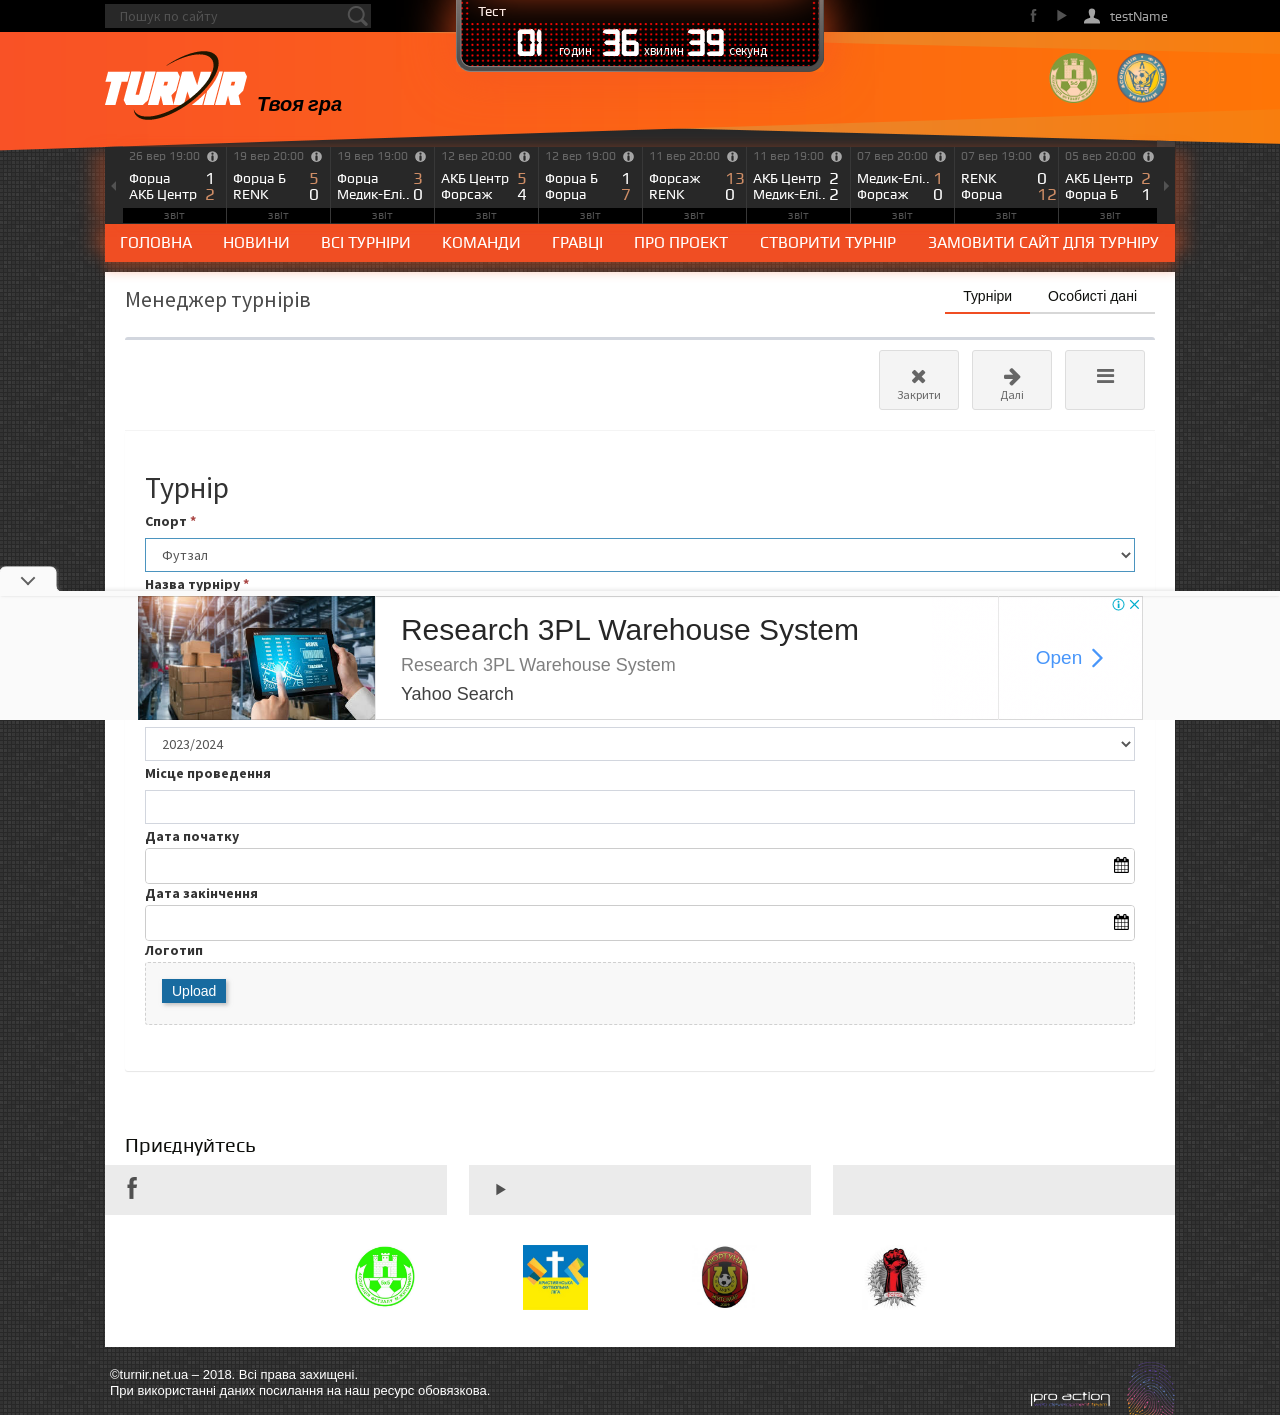 Пошук по сайту
Тест
01 годин 36 хвилин 39 секунд
testName
TURNIR
Твоя гра
26 вер 19:00
Форца 1
АКБ Центр 2
звіт
19 вер 20:00
Форца Б 5
RENK 0
звіт
19 вер 19:00
Форца 3
Медик-Елі.. 0
звіт
12 вер 20:00
АКБ Центр 5
Форсаж 4
звіт
12 вер 19:00
Форца Б 1
Форца 7
звіт
11 вер 20:00
Форсаж 13
RENK 0
звіт
11 вер 19:00
АКБ Центр 2
Медик-Елі.. 2
звіт
07 вер 20:00
Медик-Елі.. 1
Форсаж 0
звіт
07 вер 19:00
RENK 0
Форца 12
звіт
05 вер 20:00
АКБ Центр 2
Форца Б 1
звіт
ГОЛОВНА НОВИНИ ВСІ ТУРНІРИ КОМАНДИ ГРАВЦІ ПРО ПРОЕКТ СТВОРИТИ ТУРНІР ЗАМОВИТИ САЙТ ДЛЯ ТУРНІРУ
Менеджер турнірів
Турніри Особисті дані
Закрити Далі
Турнір
Спорт *
Футзал
Назва турніру *
Research 3PL Warehouse System
Research 3PL Warehouse System
Yahoo Search
Open
2023/2024
Місце проведення
Дата початку
Дата закінчення
Логотип
Upload
Приєднуйтесь
©turnir.net.ua – 2018. Всі права захищені.
При використанні даних посилання на наш ресурс обовязкова.
pro action